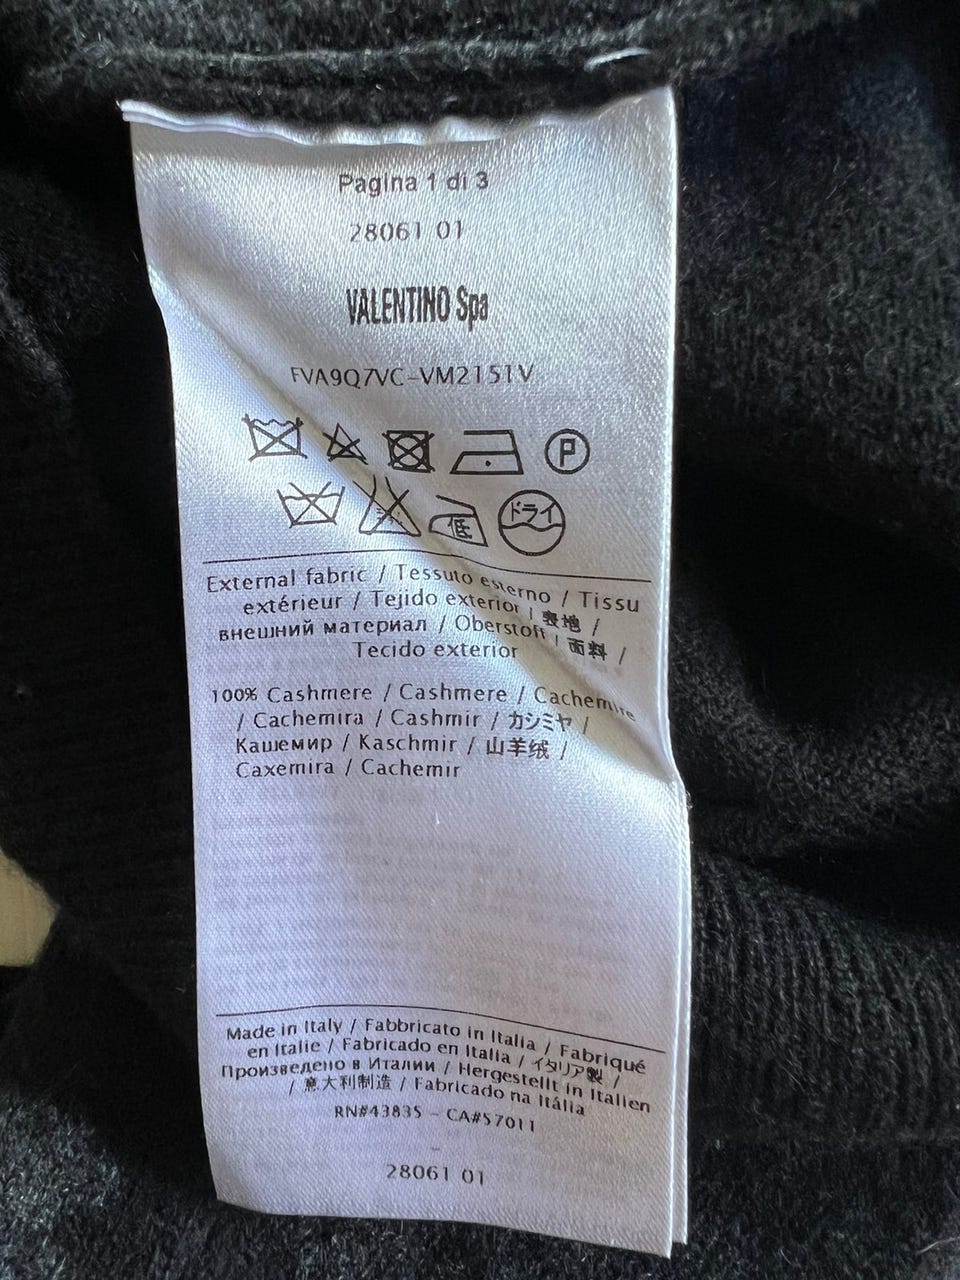 Pagina 1 di 3
28061 01
VALENTINO Spa
FVA9Q7VC-VM2151V
P
ドライ
低
External fabric / Tessuto esterno / Tissu
extérieur / Tejido exterior / 表地 /
внешний материал / Oberstoff / 面料 /
Tecido exterior
100% Cashmere / Cashmere / Cachemire
/ Cachemira / Cashmir / カシミヤ /
Кашемир / Kaschmir / 山羊绒 /
Caxemira / Cachemir
Made in Italy / Fabbricato in Italia / Fabriqué
en Italie / Fabricado en Italia / イタリア製 /
Произведено в Италии / Hergestellt in Italien
/ 意大利制造 / Fabricado na Itália
RN#43835 - CA#57011
-
28061 01